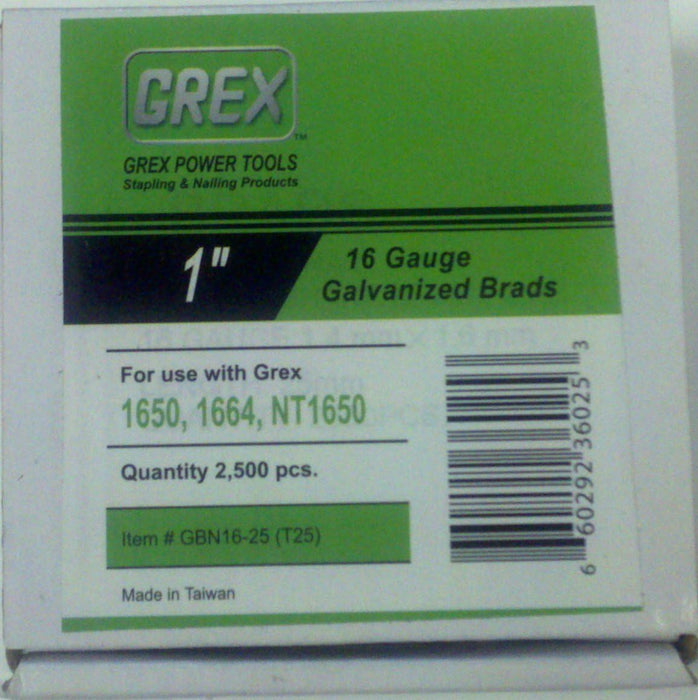 GREX
TM
GREX POWER TOOLS
Stapling & Nailing Products
1"
16 Gauge
Galvanized Brads
For use with Grex
1650, 1664, NT1650
Quantity 2,500 pcs.
Item # GBN16-25 (T25)
Made in Taiwan
6 60292 36025 3